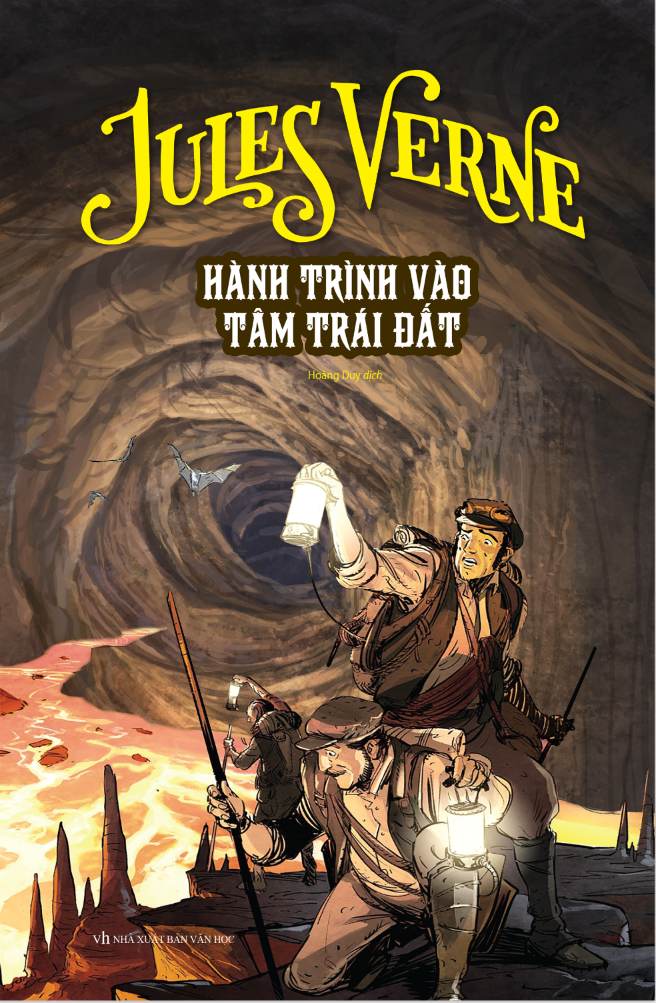 JULES VERNE
HÀNH TRÌNH VÀO
TÂM TRÁI ĐẤT
Hoàng Duy dịch
vh NHÀ XUẤT BẢN VĂN HỌC